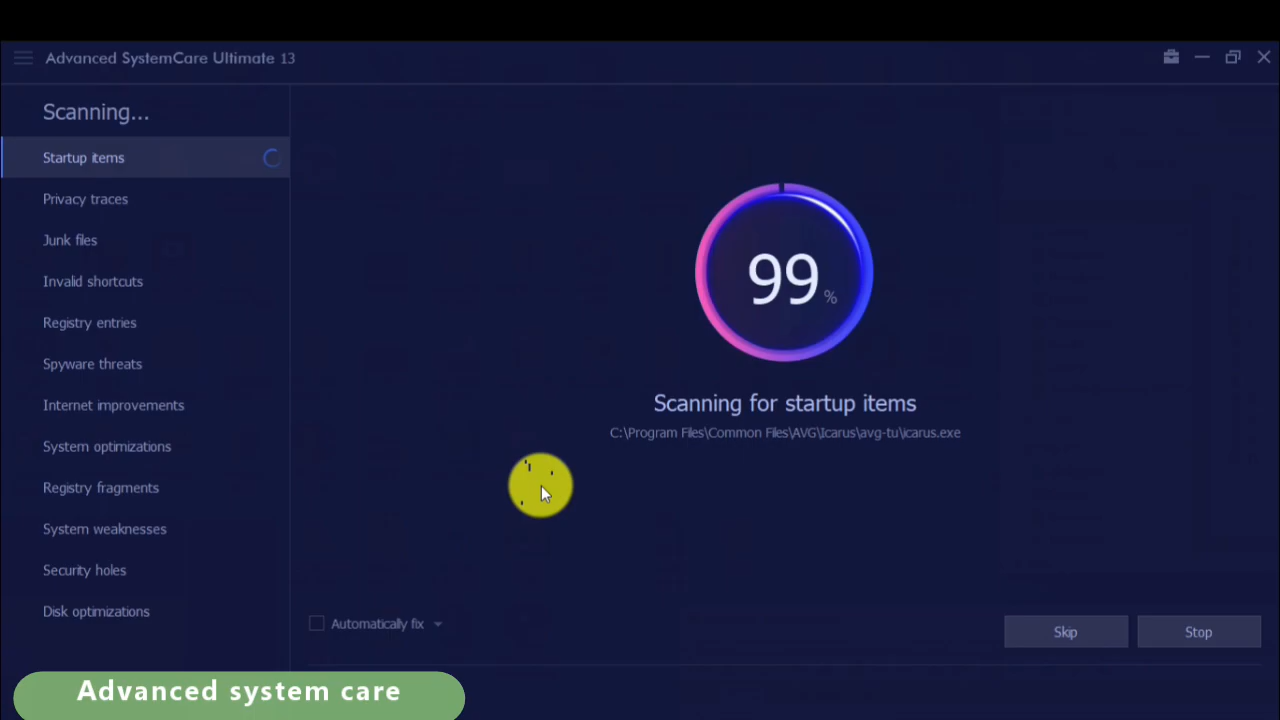 Advanced SystemCare Ultimate 13
Scanning...
Startup items
Privacy traces
Junk files
Invalid shortcuts
Registry entries
Spyware threats
Internet improvements
System optimizations
Registry fragments
System weaknesses
Security holes
Disk optimizations
99%
Scanning for startup items
C:\Program Files\Common Files\AVG\Icarus\avg-tu\icarus.exe
Automatically fix
Skip
Stop
Advanced system care